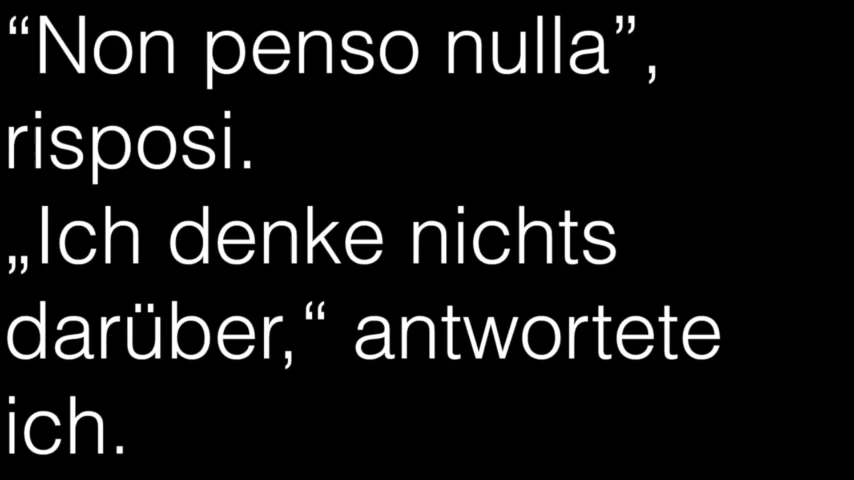 “Non penso nulla”,
risposi.
„Ich denke nichts
darüber,“ antwortete
ich.